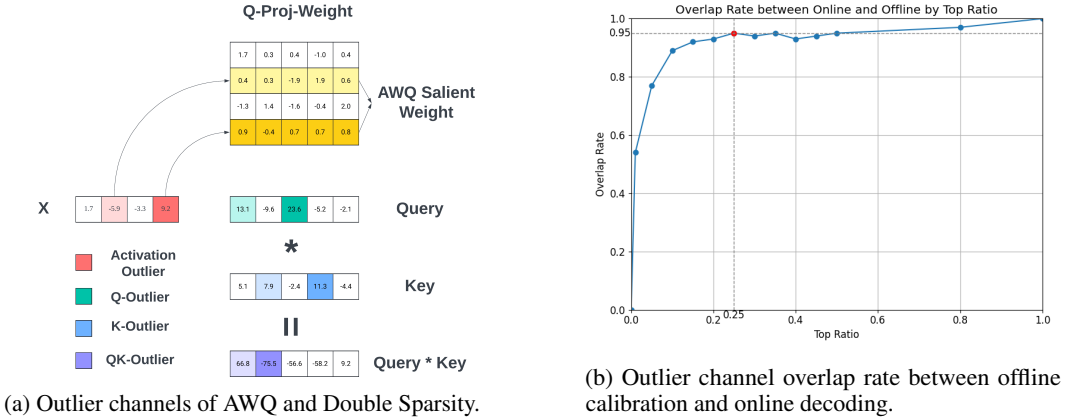 Q-Proj-Weight
1.7 0.3 0.4 -1.0 0.4
0.4 0.3 -1.9 1.9 0.6
-1.3 1.4 -1.6 -0.4 2.0
0.9 -0.4 0.7 0.7 0.8
AWQ Salient
Weight
X
1.7 -5.9 -3.3 9.2
13.1 -9.6 23.6 -5.2 -2.1
Query
*
5.1 7.9 -2.4 11.3 -4.4
Key
=
66.8 -75.5 -56.6 -58.2 9.2
Query * Key
Activation
Outlier
Q-Outlier
K-Outlier
QK-Outlier
(a) Outlier channels of AWQ and Double Sparsity.
Overlap Rate between Online and Offline by Top Ratio
1.0
0.95
0.8
0.6
0.4
0.2
0.0
Overlap Rate
0.0 0.2 0.25 0.4 0.6 0.8 1.0
Top Ratio
(b) Outlier channel overlap rate between offline
calibration and online decoding.